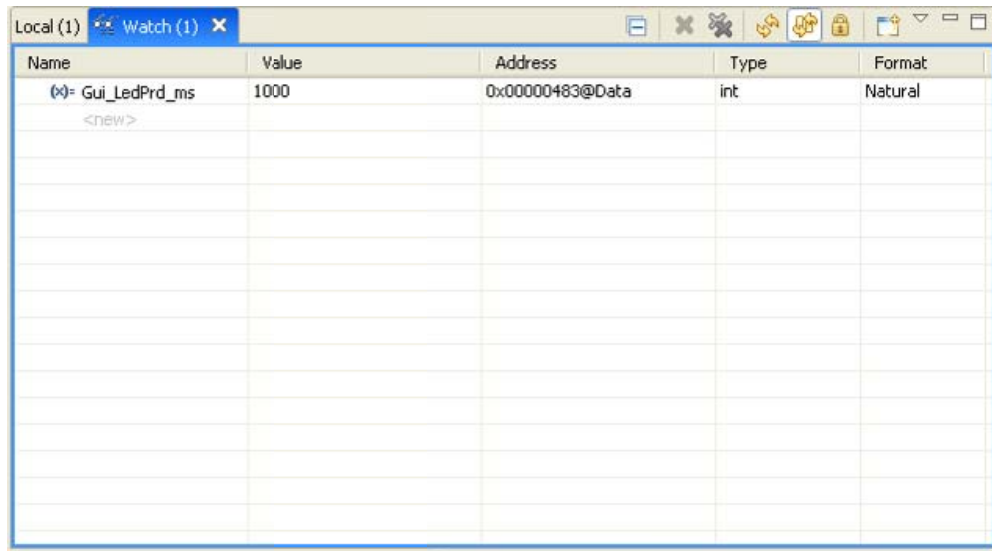 Local (1) Watch (1)
Name Value Address Type Format
(x)= Gui_LedPrd_ms 1000 0x00000483@Data int Natural
<new>